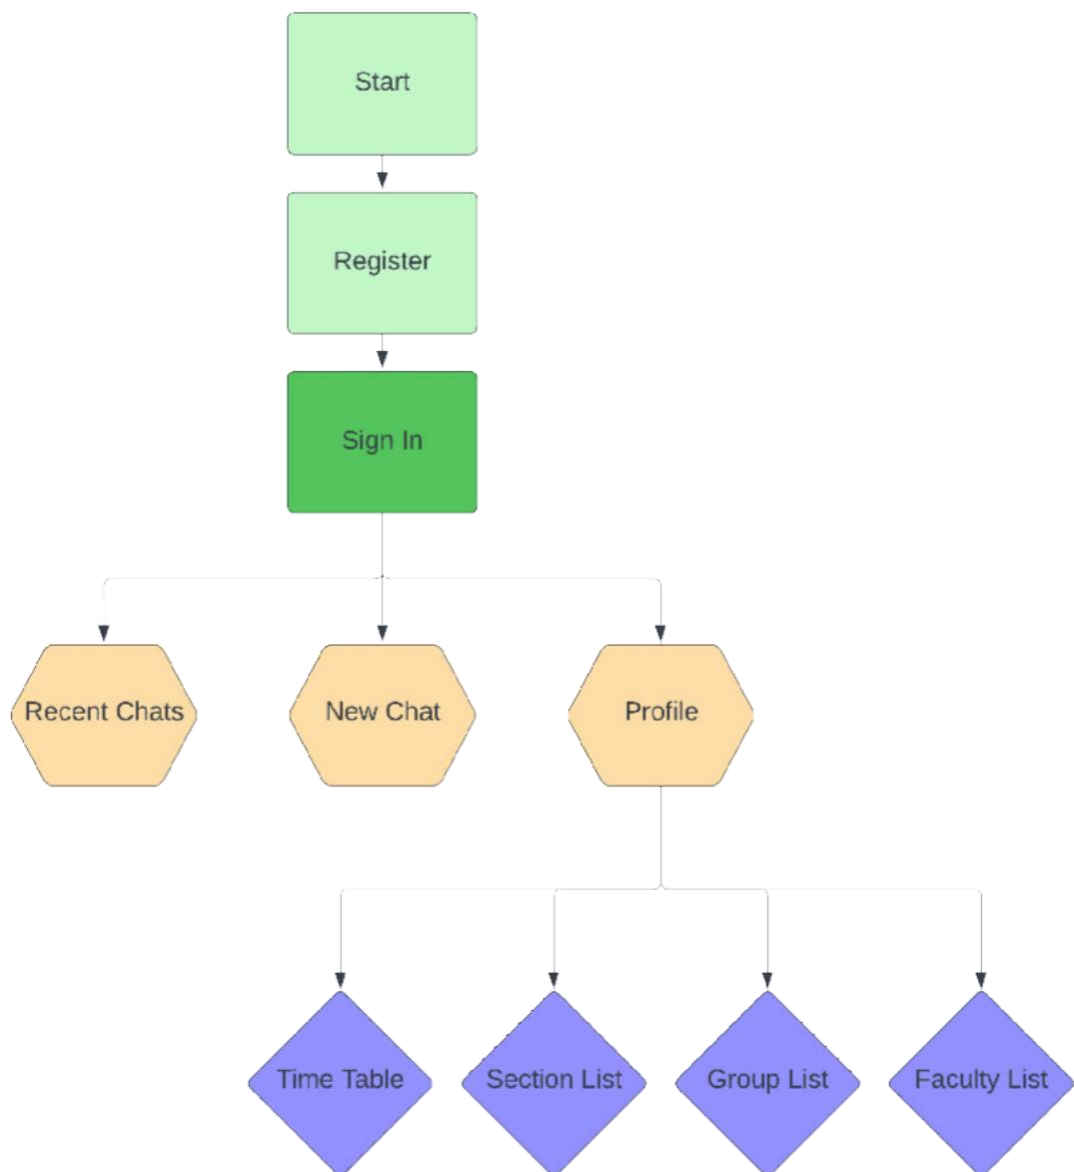 Start
Register
Sign In
Recent Chats
New Chat
Profile
Time Table
Section List
Group List
Faculty List